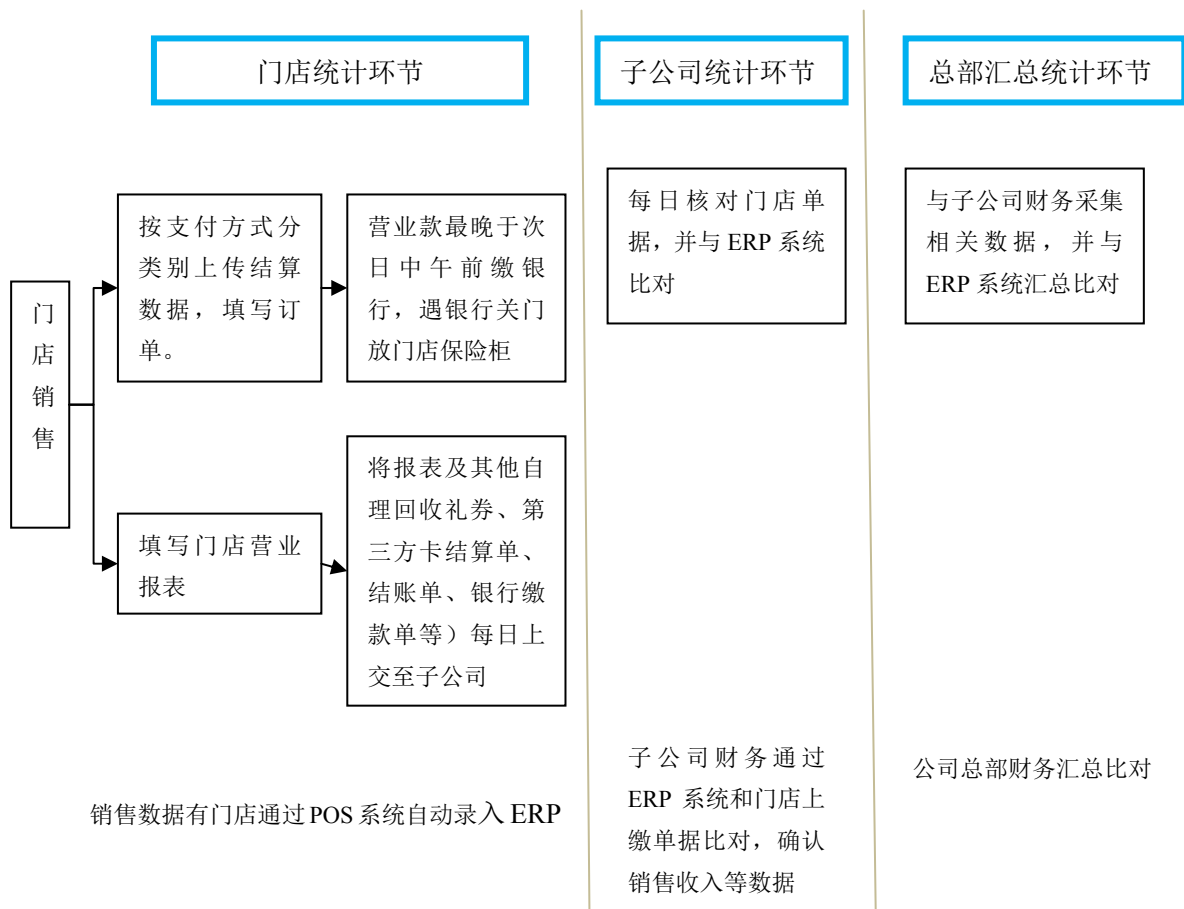 门店统计环节
子公司统计环节
总部汇总统计环节
门
店
销
售
按支付方式分
类别上传结算
数据，填写订
单。
营业款最晚于次
日中午前缴银
行，遇银行关门
放门店保险柜
填写门店营业
报表
将报表及其他自
理回收礼券、第
三方卡结算单、
结账单、银行缴
款单等）每日上
交至子公司
销售数据有门店通过 POS 系统自动录入 ERP
每日核对门店单
据，并与 ERP 系统
比对
子公司财务通过
ERP 系统和门店上
缴单据比对，确认
销售收入等数据
与子公司财务采集
相关数据，并与
ERP 系统汇总比对
公司总部财务汇总比对